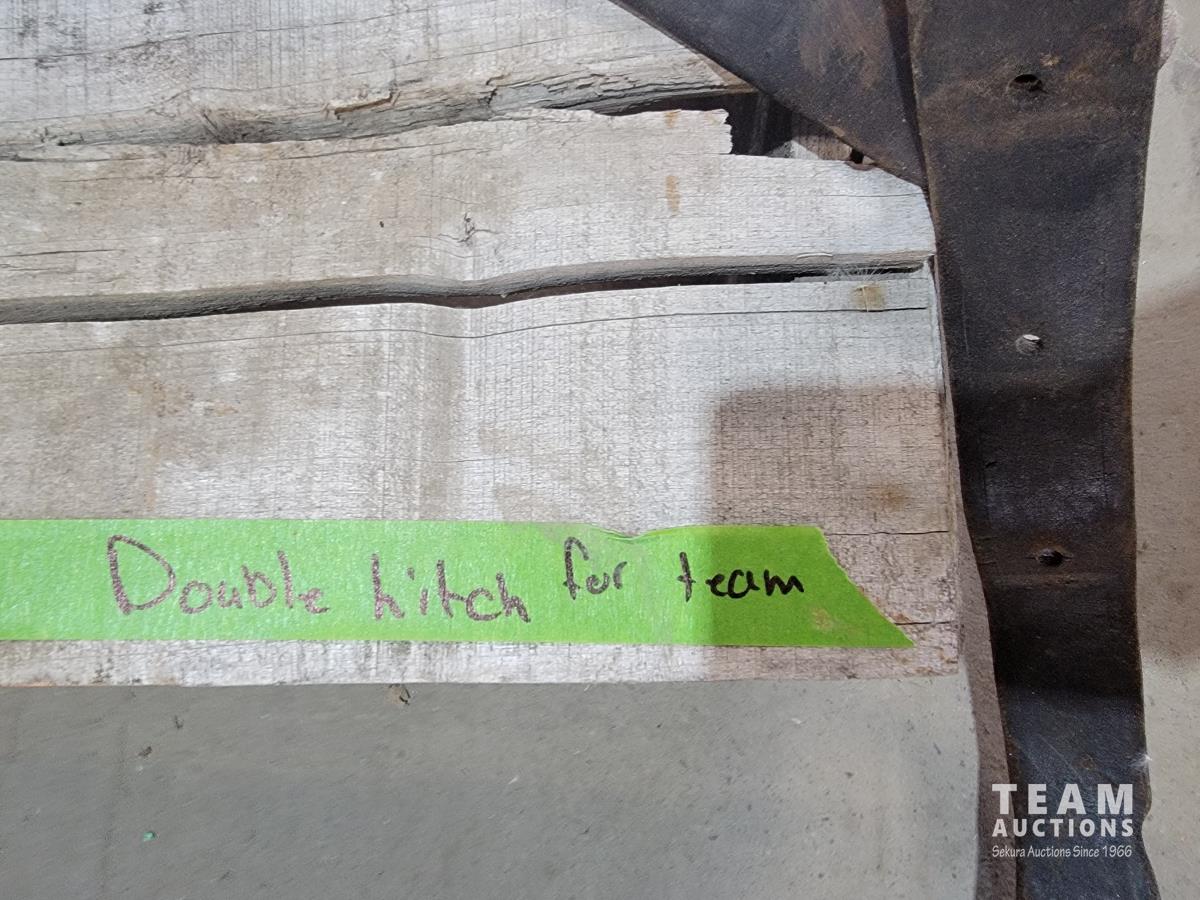 Double hitch for team
TEAM
AUCTIONS
Sekura Auctions Since 1966